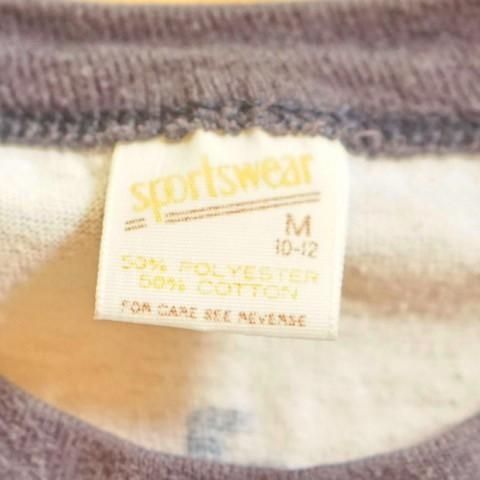 sportswear
M
10-12
50% POLYESTER
50% COTTON
FOR CARE SEE REVERSE